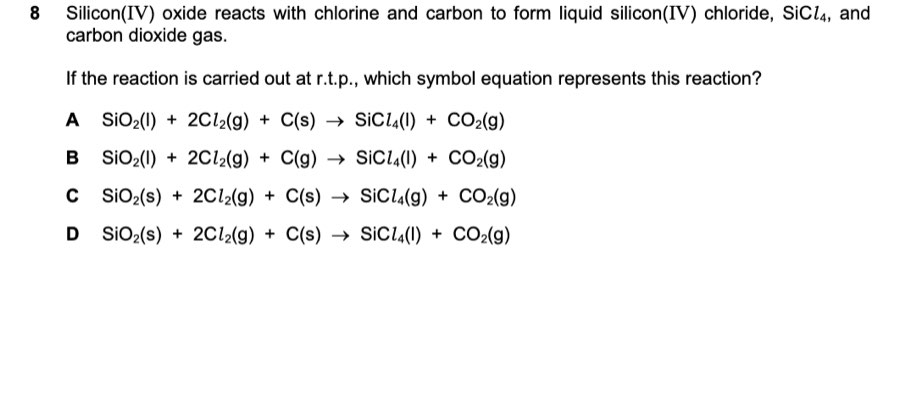 8 Silicon(IV) oxide reacts with chlorine and carbon to form liquid silicon(IV) chloride, SiCl₄, and
carbon dioxide gas.
If the reaction is carried out at r.t.p., which symbol equation represents this reaction?
A SiO₂(l) + 2Cl₂(g) + C(s) → SiCl₄(l) + CO₂(g)
B SiO₂(l) + 2Cl₂(g) + C(g) → SiCl₄(l) + CO₂(g)
C SiO₂(s) + 2Cl₂(g) + C(s) → SiCl₄(g) + CO₂(g)
D SiO₂(s) + 2Cl₂(g) + C(s) → SiCl₄(l) + CO₂(g)